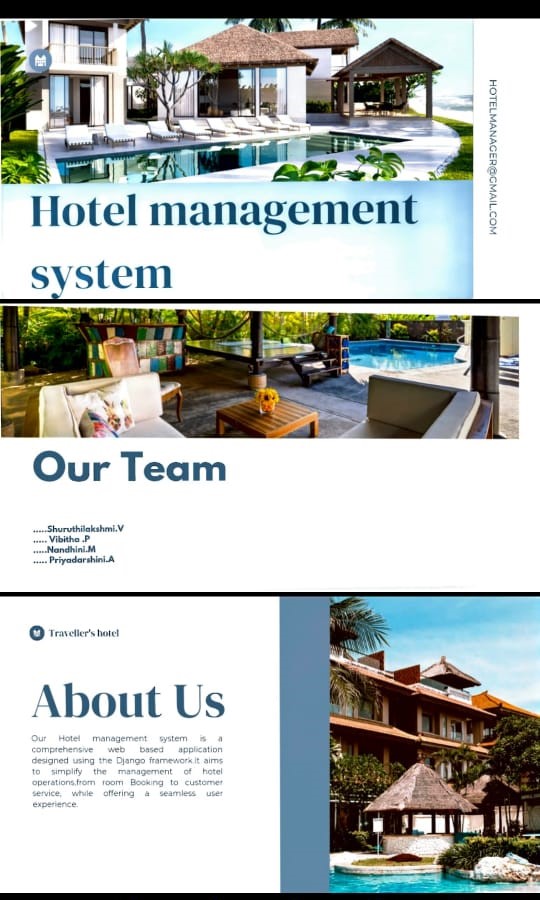 HOTELMANAGER@GMAIL.COM
Hotel management
system
Our Team
.....Shuruthilakshmi.V
..... Vibitha .P
.....Nandhini.M
..... Priyadarshini.A
Traveller's hotel
About Us
Our Hotel management system is a
comprehensive web based application
designed using the Django framework.It aims
to simplify the management of hotel
operations,from room Booking to customer
service, while offering a seamless user
experience.